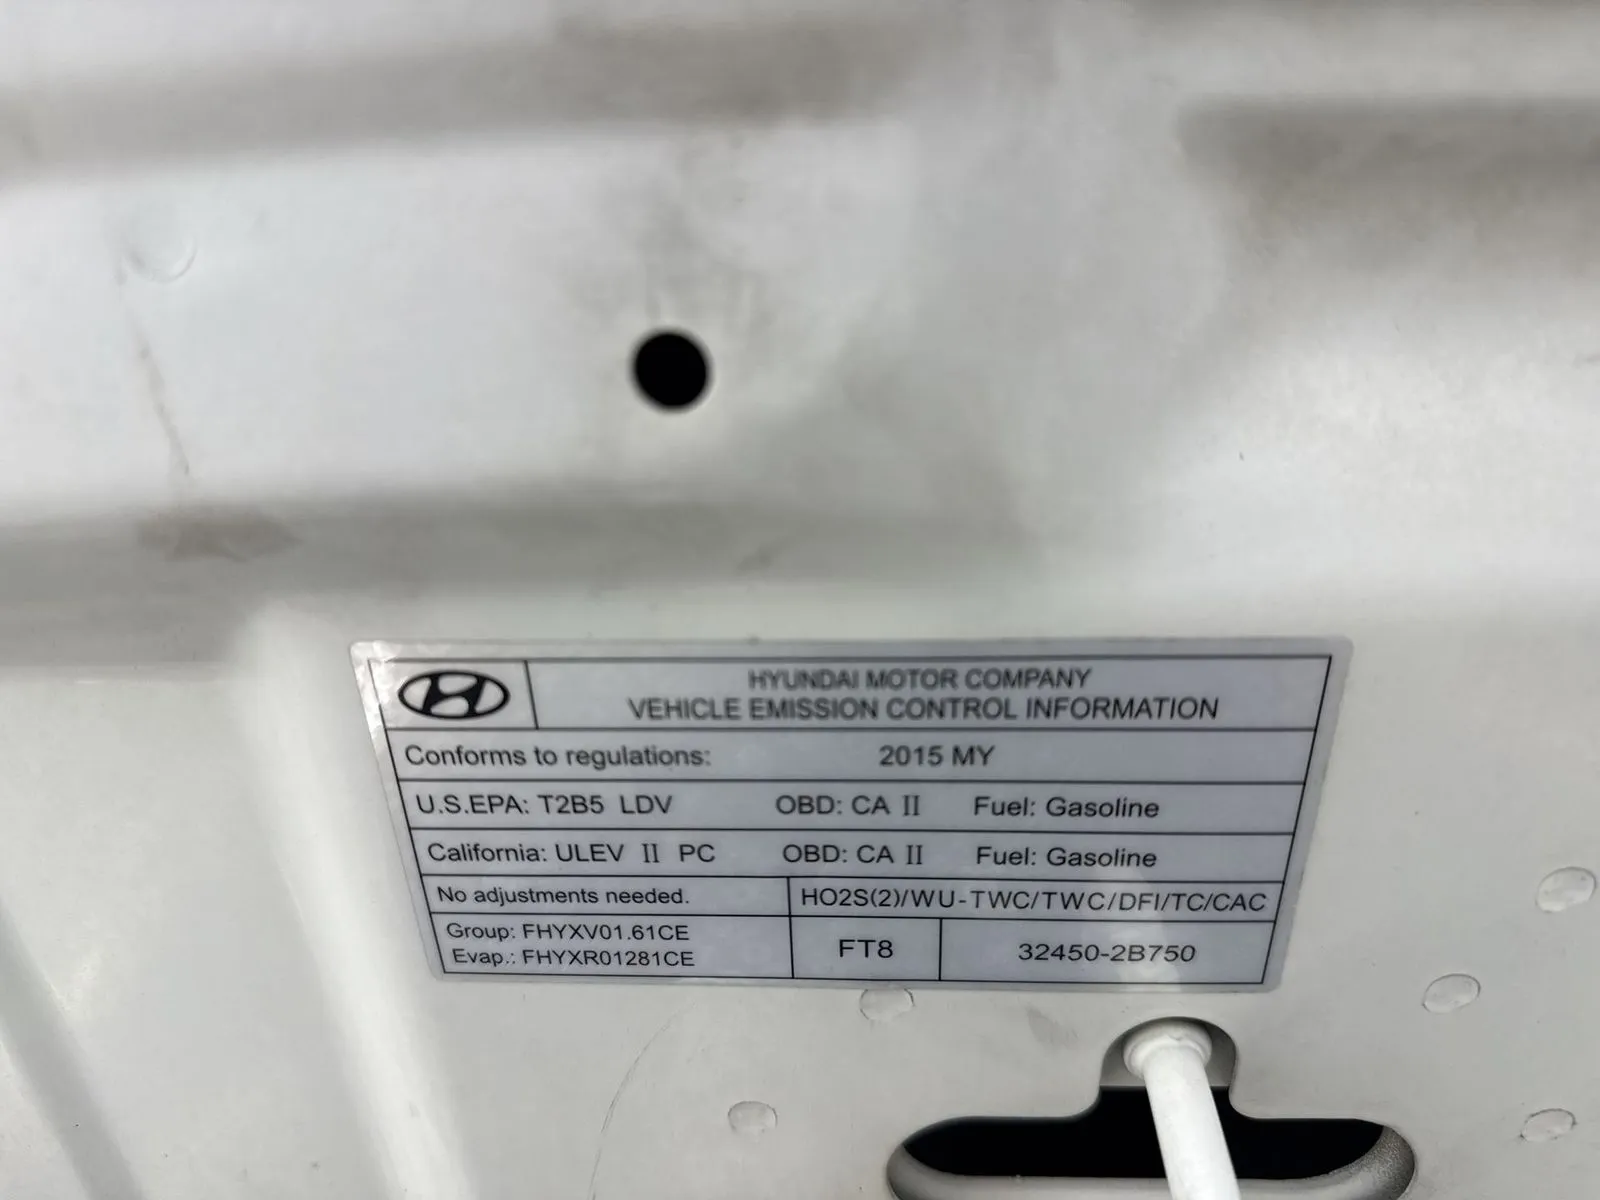 HYUNDAI MOTOR COMPANY
VEHICLE EMISSION CONTROL INFORMATION
Conforms to regulations: 2015 MY
U.S.EPA: T2B5 LDV OBD: CA II Fuel: Gasoline
California: ULEV II PC OBD: CA II Fuel: Gasoline
No adjustments needed. HO2S(2)/WU-TWC/TWC/DFI/TC/CAC
Group: FHYXV01.61CE
Evap.: FHYXR01281CE
FT8
32450-2B750